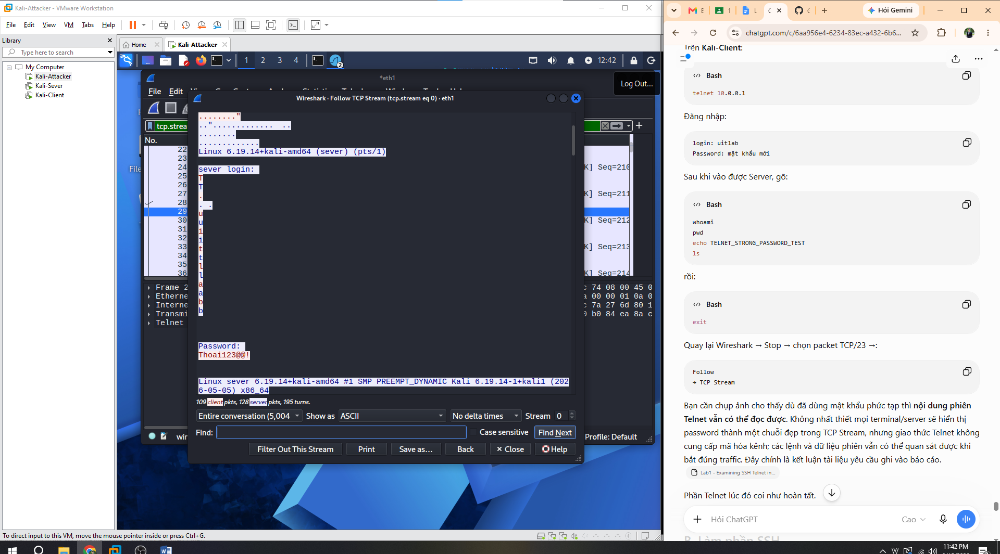 Kali-Attacker - VMware Workstation
File Edit View VM Tabs Help
Library
Type here to search
My Computer
Kali-Attacker
Kali-Sever
Kali-Client
Home
Kali-Attacker
1 2 3 4
2
12:42
*eth1
Log Out...
File Edit
tcp.strea
No.
22
23
24
25
26
27
28
29
30
31
32
33
34
35
36
K] Seq=210
K] Seq=211
K] Seq=212
K] Seq=213
K] Seq=214
Frame 2
Etherne
Interne
Transmi
Telnet
c 74 08 00 45 0
a 00 00 01 0a 0
c 7a 27 6d 80 1
0 b0 84 ea 8a c
Profile: Default
Wireshark · Follow TCP Stream (tcp.stream eq 0) · eth1
........"
.."............. ..
........
.............
Linux 6.19.14+kali-amd64 (sever) (pts/1)
sever login:
T
T
.
. .
u
u
i
i
t
t
l
l
a
a
b
b
Password:
Thoai123@@!
Linux sever 6.19.14+kali-amd64 #1 SMP PREEMPT_DYNAMIC Kali 6.19.14-1+kali1 (202
6-05-05) x86_64
109 client pkts, 128 server pkts, 195 turns.
Entire conversation (5,004 Show as ASCII No delta times Stream 0
Find: Case sensitive Find Next
Filter Out This Stream Print Save as... Back Close Help
To direct input to this VM, move the mouse pointer inside or press Ctrl+G.
Hỏi Gemini
chatgpt.com/c/6aa956e4-6234-83ec-a432-6b6...
Trên Kali-Client:
Bash
telnet 10.0.0.1
Đăng nhập:
login: uitlab
Password: mật khẩu mới
Sau khi vào được Server, gõ:
Bash
whoami
pwd
echo TELNET_STRONG_PASSWORD_TEST
ls
rồi:
Bash
exit
Quay lại Wireshark → Stop → chọn packet TCP/23 →:
Follow
→ TCP Stream
Bạn cần chụp ảnh cho thấy dù đã dùng mật khẩu phức tạp thì nội dung phiên
Telnet vẫn có thể đọc được. Không nhất thiết mọi terminal/server sẽ hiển thị
password thành một chuỗi đẹp trong TCP Stream, nhưng giao thức Telnet không
cung cấp mã hóa kênh; các lệnh và dữ liệu phiên vẫn có thể quan sát được khi
bắt đúng traffic. Đây chính là kết luận tài liệu yêu cầu ghi vào báo cáo.
Lab1 - Examining SSH Telnet in...
Phần Telnet lúc đó coi như hoàn tất.
Hỏi ChatGPT
Cao
B. Làm phần SSH
11:42 PM